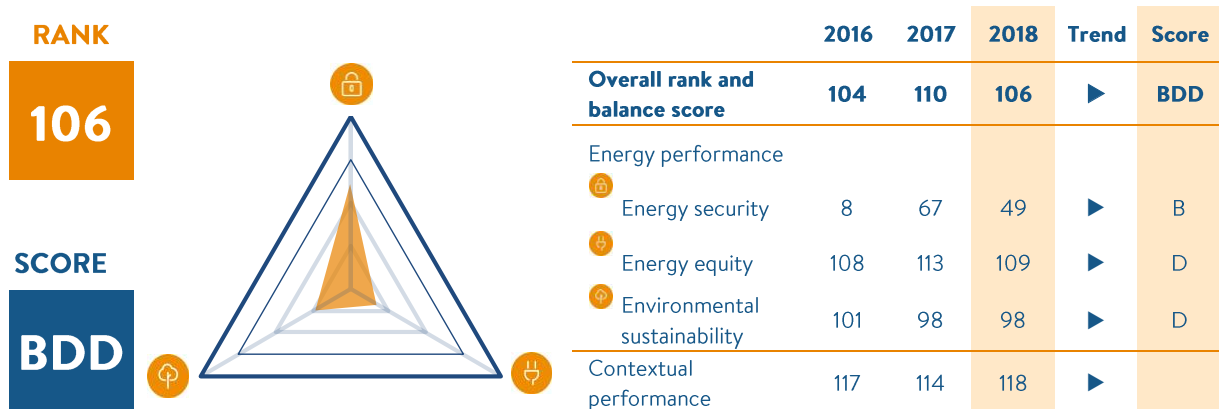 RANK
106
SCORE
BDD
2016 2017 2018 Trend Score
Overall rank and
balance score 104 110 106 ▶ BDD
Energy performance
Energy security 8 67 49 ▶ B
Energy equity 108 113 109 ▶ D
Environmental
sustainability 101 98 98 ▶ D
Contextual
performance 117 114 118 ▶